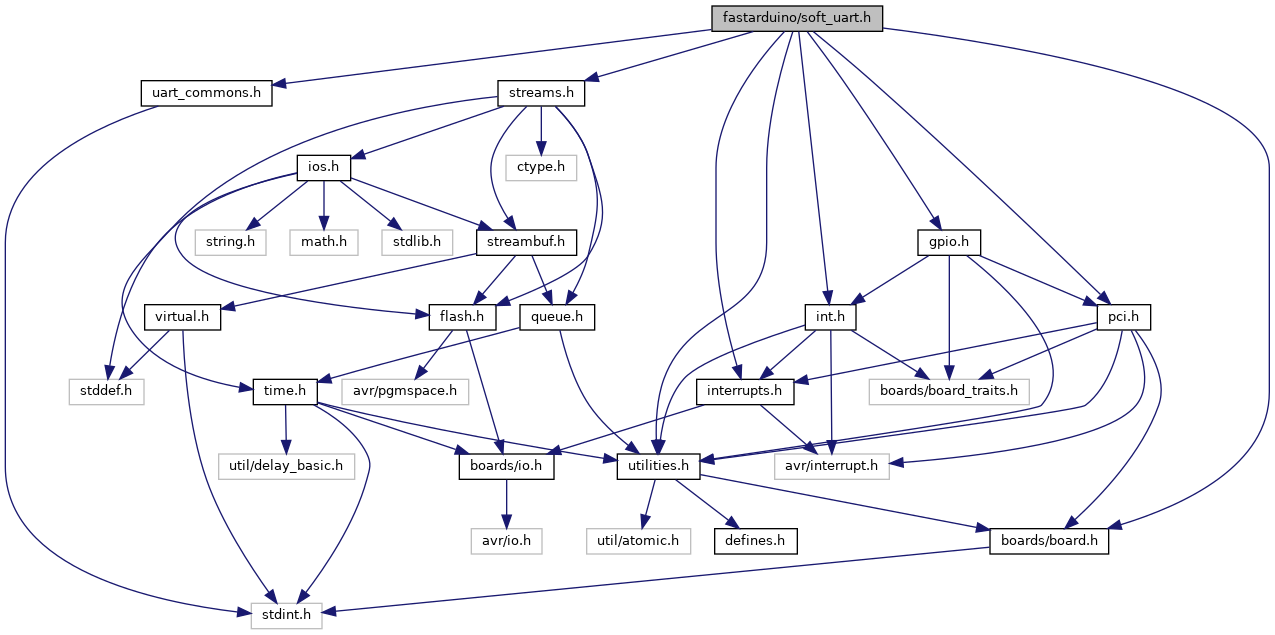 fastarduino/soft_uart.h
uart_commons.h
streams.h
ios.h
ctype.h
string.h
math.h
stdlib.h
streambuf.h
gpio.h
virtual.h
flash.h
queue.h
int.h
pci.h
stddef.h
time.h
avr/pgmspace.h
interrupts.h
boards/board_traits.h
util/delay_basic.h
boards/io.h
utilities.h
avr/interrupt.h
avr/io.h
util/atomic.h
defines.h
boards/board.h
stdint.h